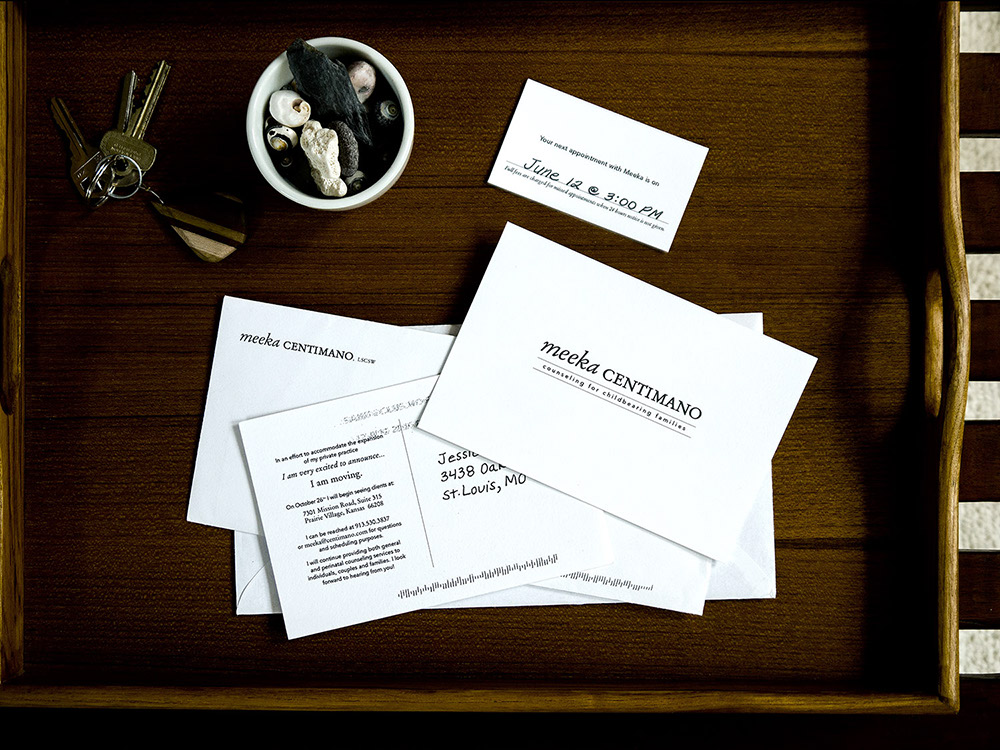 Your next appointment with Meeka is on
June 12 @ 3:00 PM
Full fees are charged for missed appointments when 24 hours notice is not given.
meeka CENTIMANO
counseling for childbearing families
meeka CENTIMANO, LSCSW
In an effort to accommodate the expansion
of my private practice
I am very excited to announce...
I am moving.
On October 26th I will begin seeing clients at:
7301 Mission Road, Suite 315
Prairie Village, Kansas 66208
I can be reached at 913.530.3837
or meeka@centimano.com for questions
and scheduling purposes.
I will continue providing both general
and perinatal counseling services to
individuals, couples and families. I look
forward to hearing from you!
Jessic
3438 Oak
St. Louis, MO